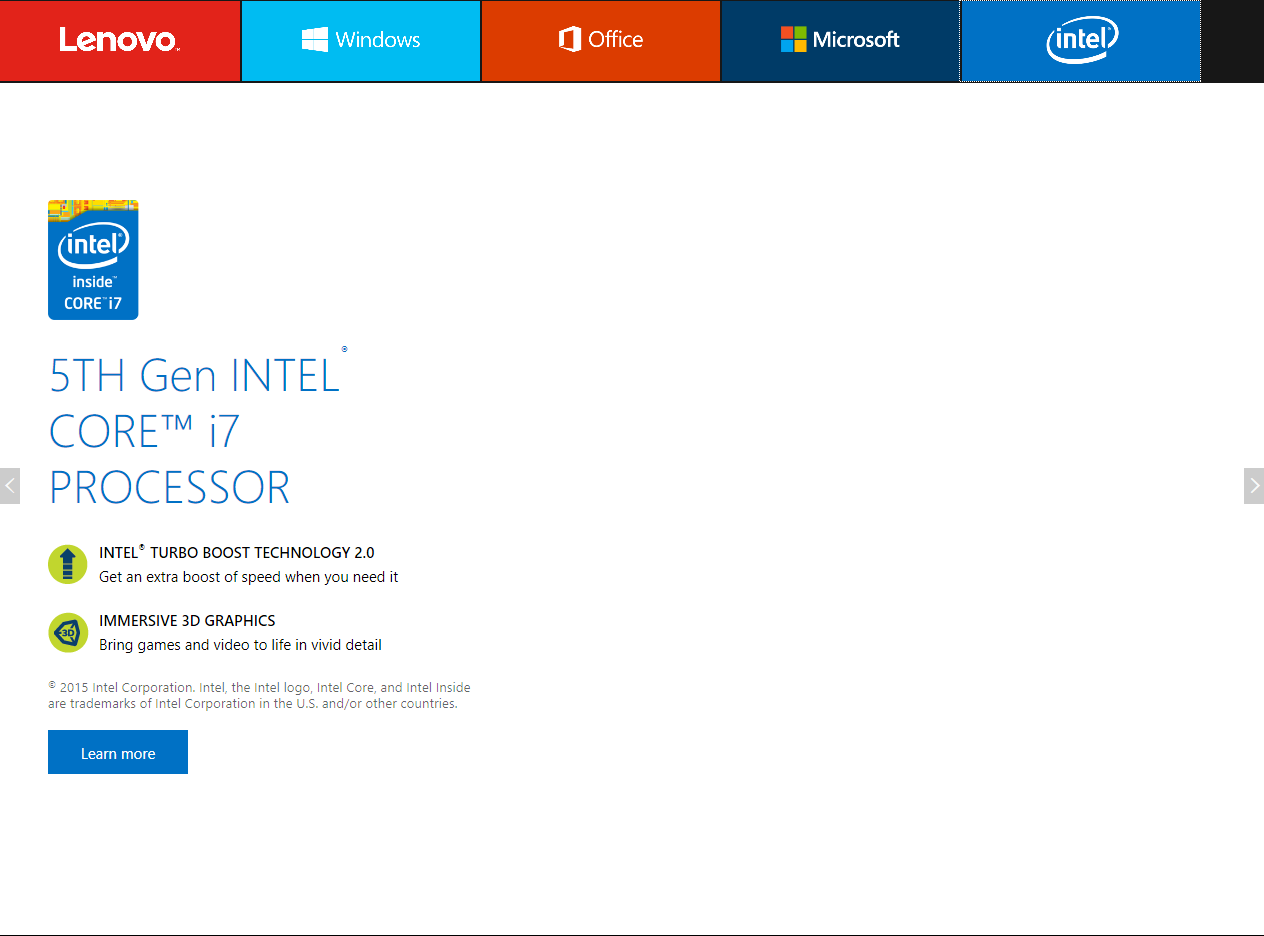 Lenovo™
Windows
Office
Microsoft
intel®
intel®
inside™
CORE™ i7
5TH Gen INTEL®
CORE™ i7
PROCESSOR
INTEL® TURBO BOOST TECHNOLOGY 2.0
Get an extra boost of speed when you need it
3D
IMMERSIVE 3D GRAPHICS
Bring games and video to life in vivid detail
© 2015 Intel Corporation. Intel, the Intel logo, Intel Core, and Intel Inside
are trademarks of Intel Corporation in the U.S. and/or other countries.
Learn more